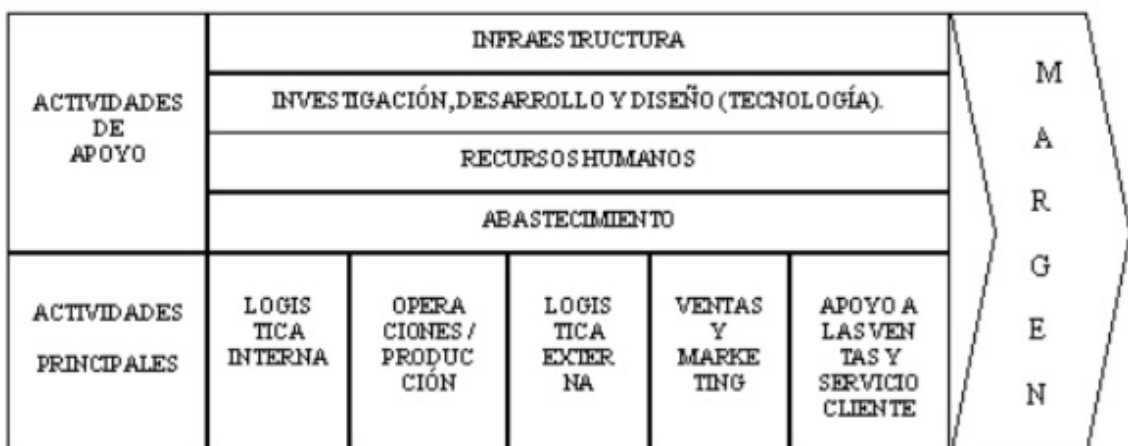 ACTIVIDADES
DE
APOYO
INFRAESTRUCTURA
INVESTIGACIÓN, DESARROLLO Y DISEÑO (TECNOLOGÍA).
RECURSOS HUMANOS
ABASTECIMIENTO
ACTIVIDADES
PRINCIPALES
LOGIS
TICA
INTERNA
OPERA
CIONES /
PRODUC
CIÓN
LOGIS
TICA
EXTER
NA
VENTAS
Y
MARKE
TING
APOYO A
LAS VEN
TAS Y
SERVICIO
CLIENTE
M
A
R
G
E
N